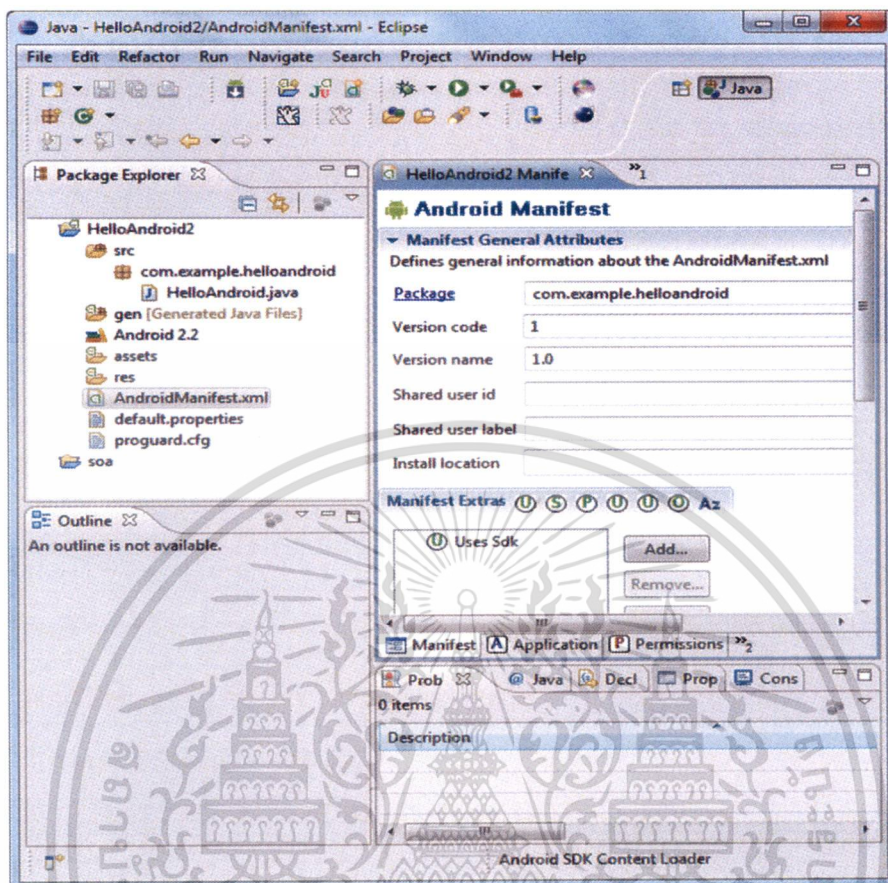 Java - HelloAndroid2/AndroidManifest.xml - Eclipse
File Edit Refactor Run Navigate Search Project Window Help
Java
Package Explorer
HelloAndroid2
src
com.example.helloandroid
HelloAndroid.java
gen [Generated Java Files]
Android 2.2
assets
res
AndroidManifest.xml
default.properties
proguard.cfg
soa
Outline
An outline is not available.
HelloAndroid2 Manife
»1
Android Manifest
Manifest General Attributes
Defines general information about the AndroidManifest.xml
Package com.example.helloandroid
Version code 1
Version name 1.0
Shared user id
Shared user label
Install location
Manifest Extras U S P U U O Az
U Uses Sdk
Add...
Remove...
Manifest A Application P Permissions »2
Prob @ Java Decl Prop Cons
0 items
Description
Android SDK Content Loader